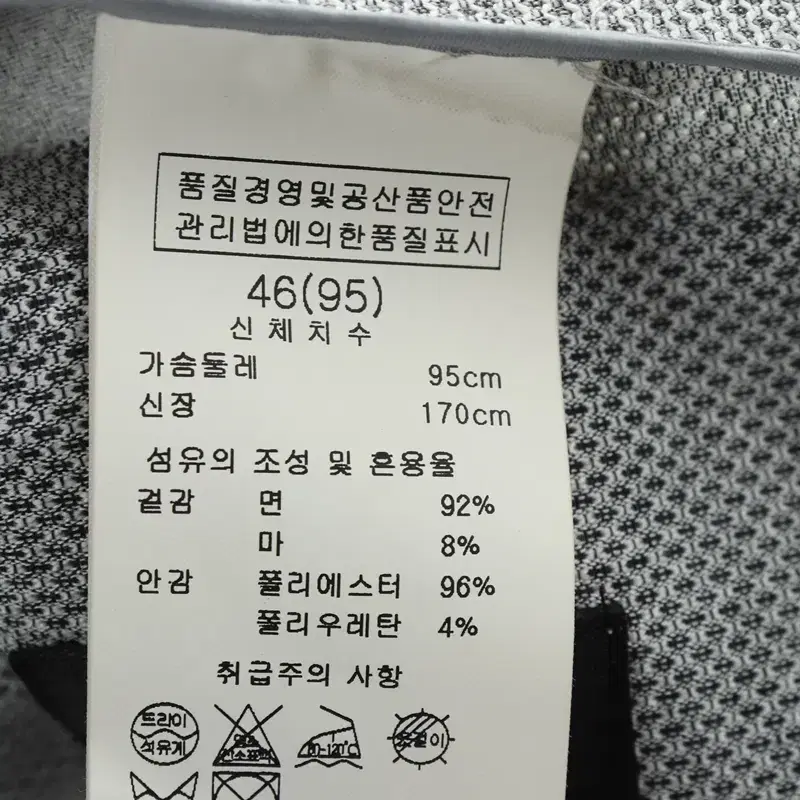 품질경영및공산품안전
관리법에의한품질표시
46(95)
신체치수
가슴둘레 95cm
신장 170cm
섬유의 조성 및 혼용율
겉감 면 92%
마 8%
안감 폴리에스터 96%
폴리우레탄 4%
취급주의 사항
드라이
석유계
옷걸이